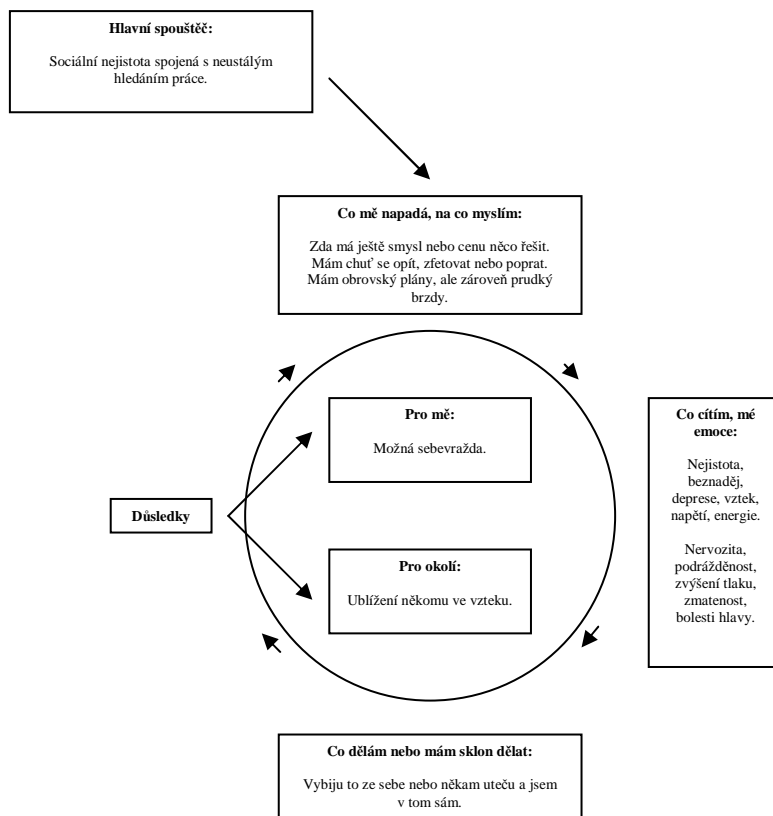 Hlavní spouštěč:
Sociální nejistota spojená s neustálým
hledáním práce.
Co mě napadá, na co myslím:
Zda má ještě smysl nebo cenu něco řešit.
Mám chuť se opít, zfetovat nebo poprat.
Mám obrovský plány, ale zároveň prudký
brzdy.
Pro mě:
Možná sebevražda.
Co cítím, mé
emoce:
Nejistota,
beznaděj,
deprese, vztek,
napětí, energie.
Nervozita,
podrážděnost,
zvýšení tlaku,
zmatenost,
bolesti hlavy.
Důsledky
Pro okolí:
Ublížení někomu ve vzteku.
Co dělám nebo mám sklon dělat:
Vybiju to ze sebe nebo někam uteču a jsem
v tom sám.